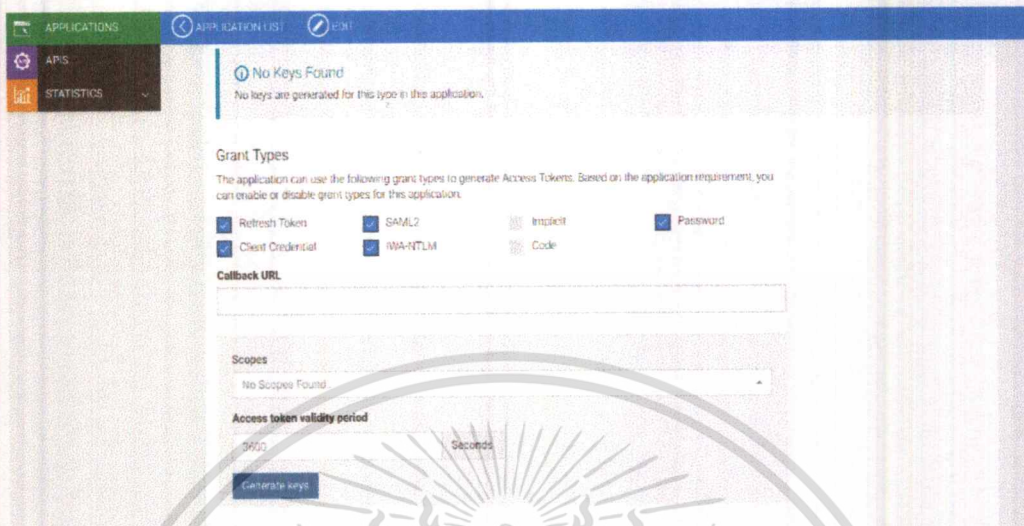 APPLICATIONS
APPLICATION LIST
EDIT
APIS
STATISTICS
No Keys Found
No keys are generated for this type in this application.
Grant Types
The application can use the following grant types to generate Access Tokens. Based on the application requirement, you
can enable or disable grant types for this application.
Refresh Token
SAML2
Implicit
Password
Client Credential
IWA-NTLM
Code
Callback URL
Scopes
No Scopes Found
Access token validity period
3600
Seconds
Generate keys